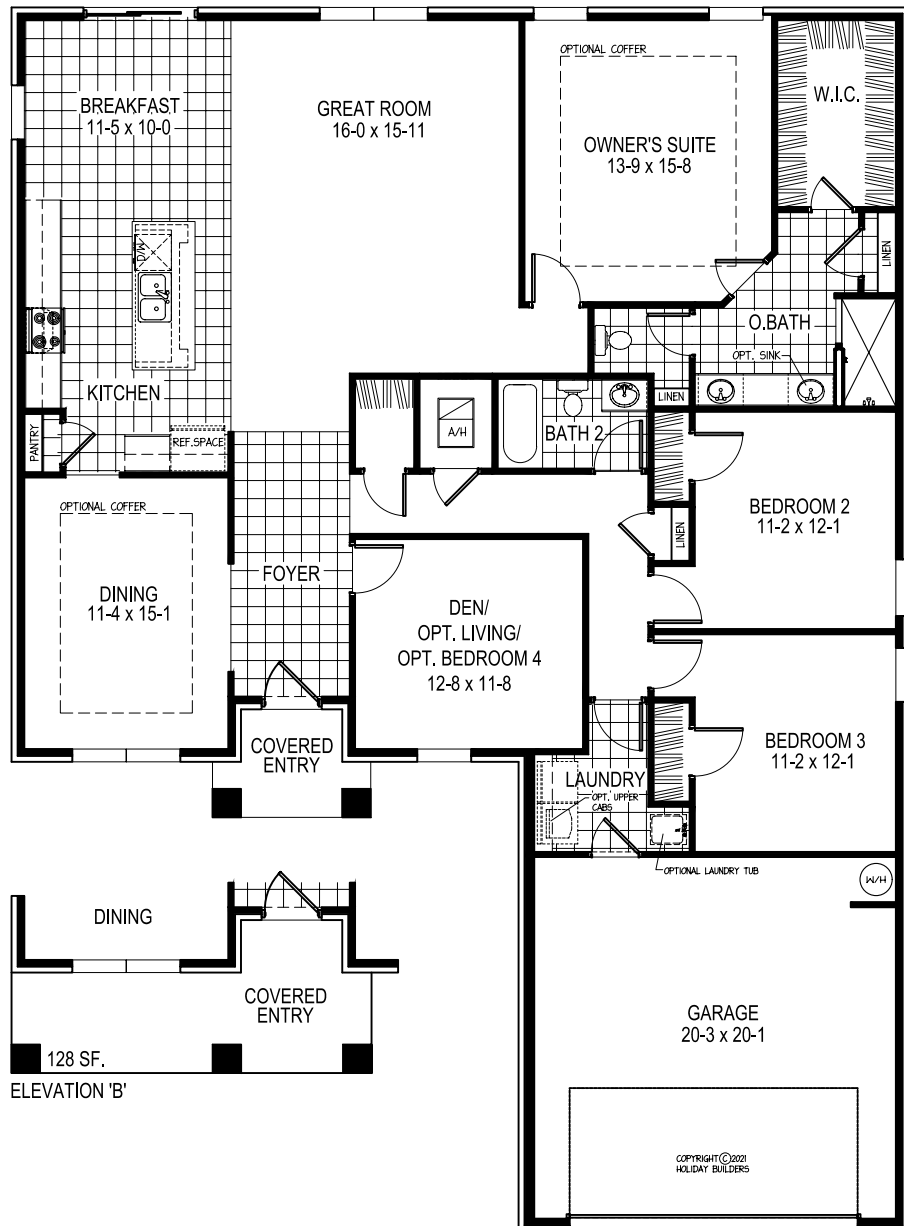 OPTIONAL COFFER
BREAKFAST
11-5 x 10-0
GREAT ROOM
16-0 x 15-11
W.I.C.
OWNER'S SUITE
13-9 x 15-8
LINEN
D/W
O.BATH
OPT. SINK
KITCHEN
LINEN
PANTRY
REF.SPACE
A/H
BATH 2
OPTIONAL COFFER
BEDROOM 2
11-2 x 12-1
LINEN
FOYER
DINING
11-4 x 15-1
DEN/
OPT. LIVING/
OPT. BEDROOM 4
12-8 x 11-8
COVERED
ENTRY
BEDROOM 3
11-2 x 12-1
LAUNDRY
OPT. UPPER
CABS
OPTIONAL LAUNDRY TUB
W/H
DINING
COVERED
ENTRY
GARAGE
20-3 x 20-1
128 SF.
ELEVATION 'B'
COPYRIGHT©2021
HOLIDAY BUILDERS